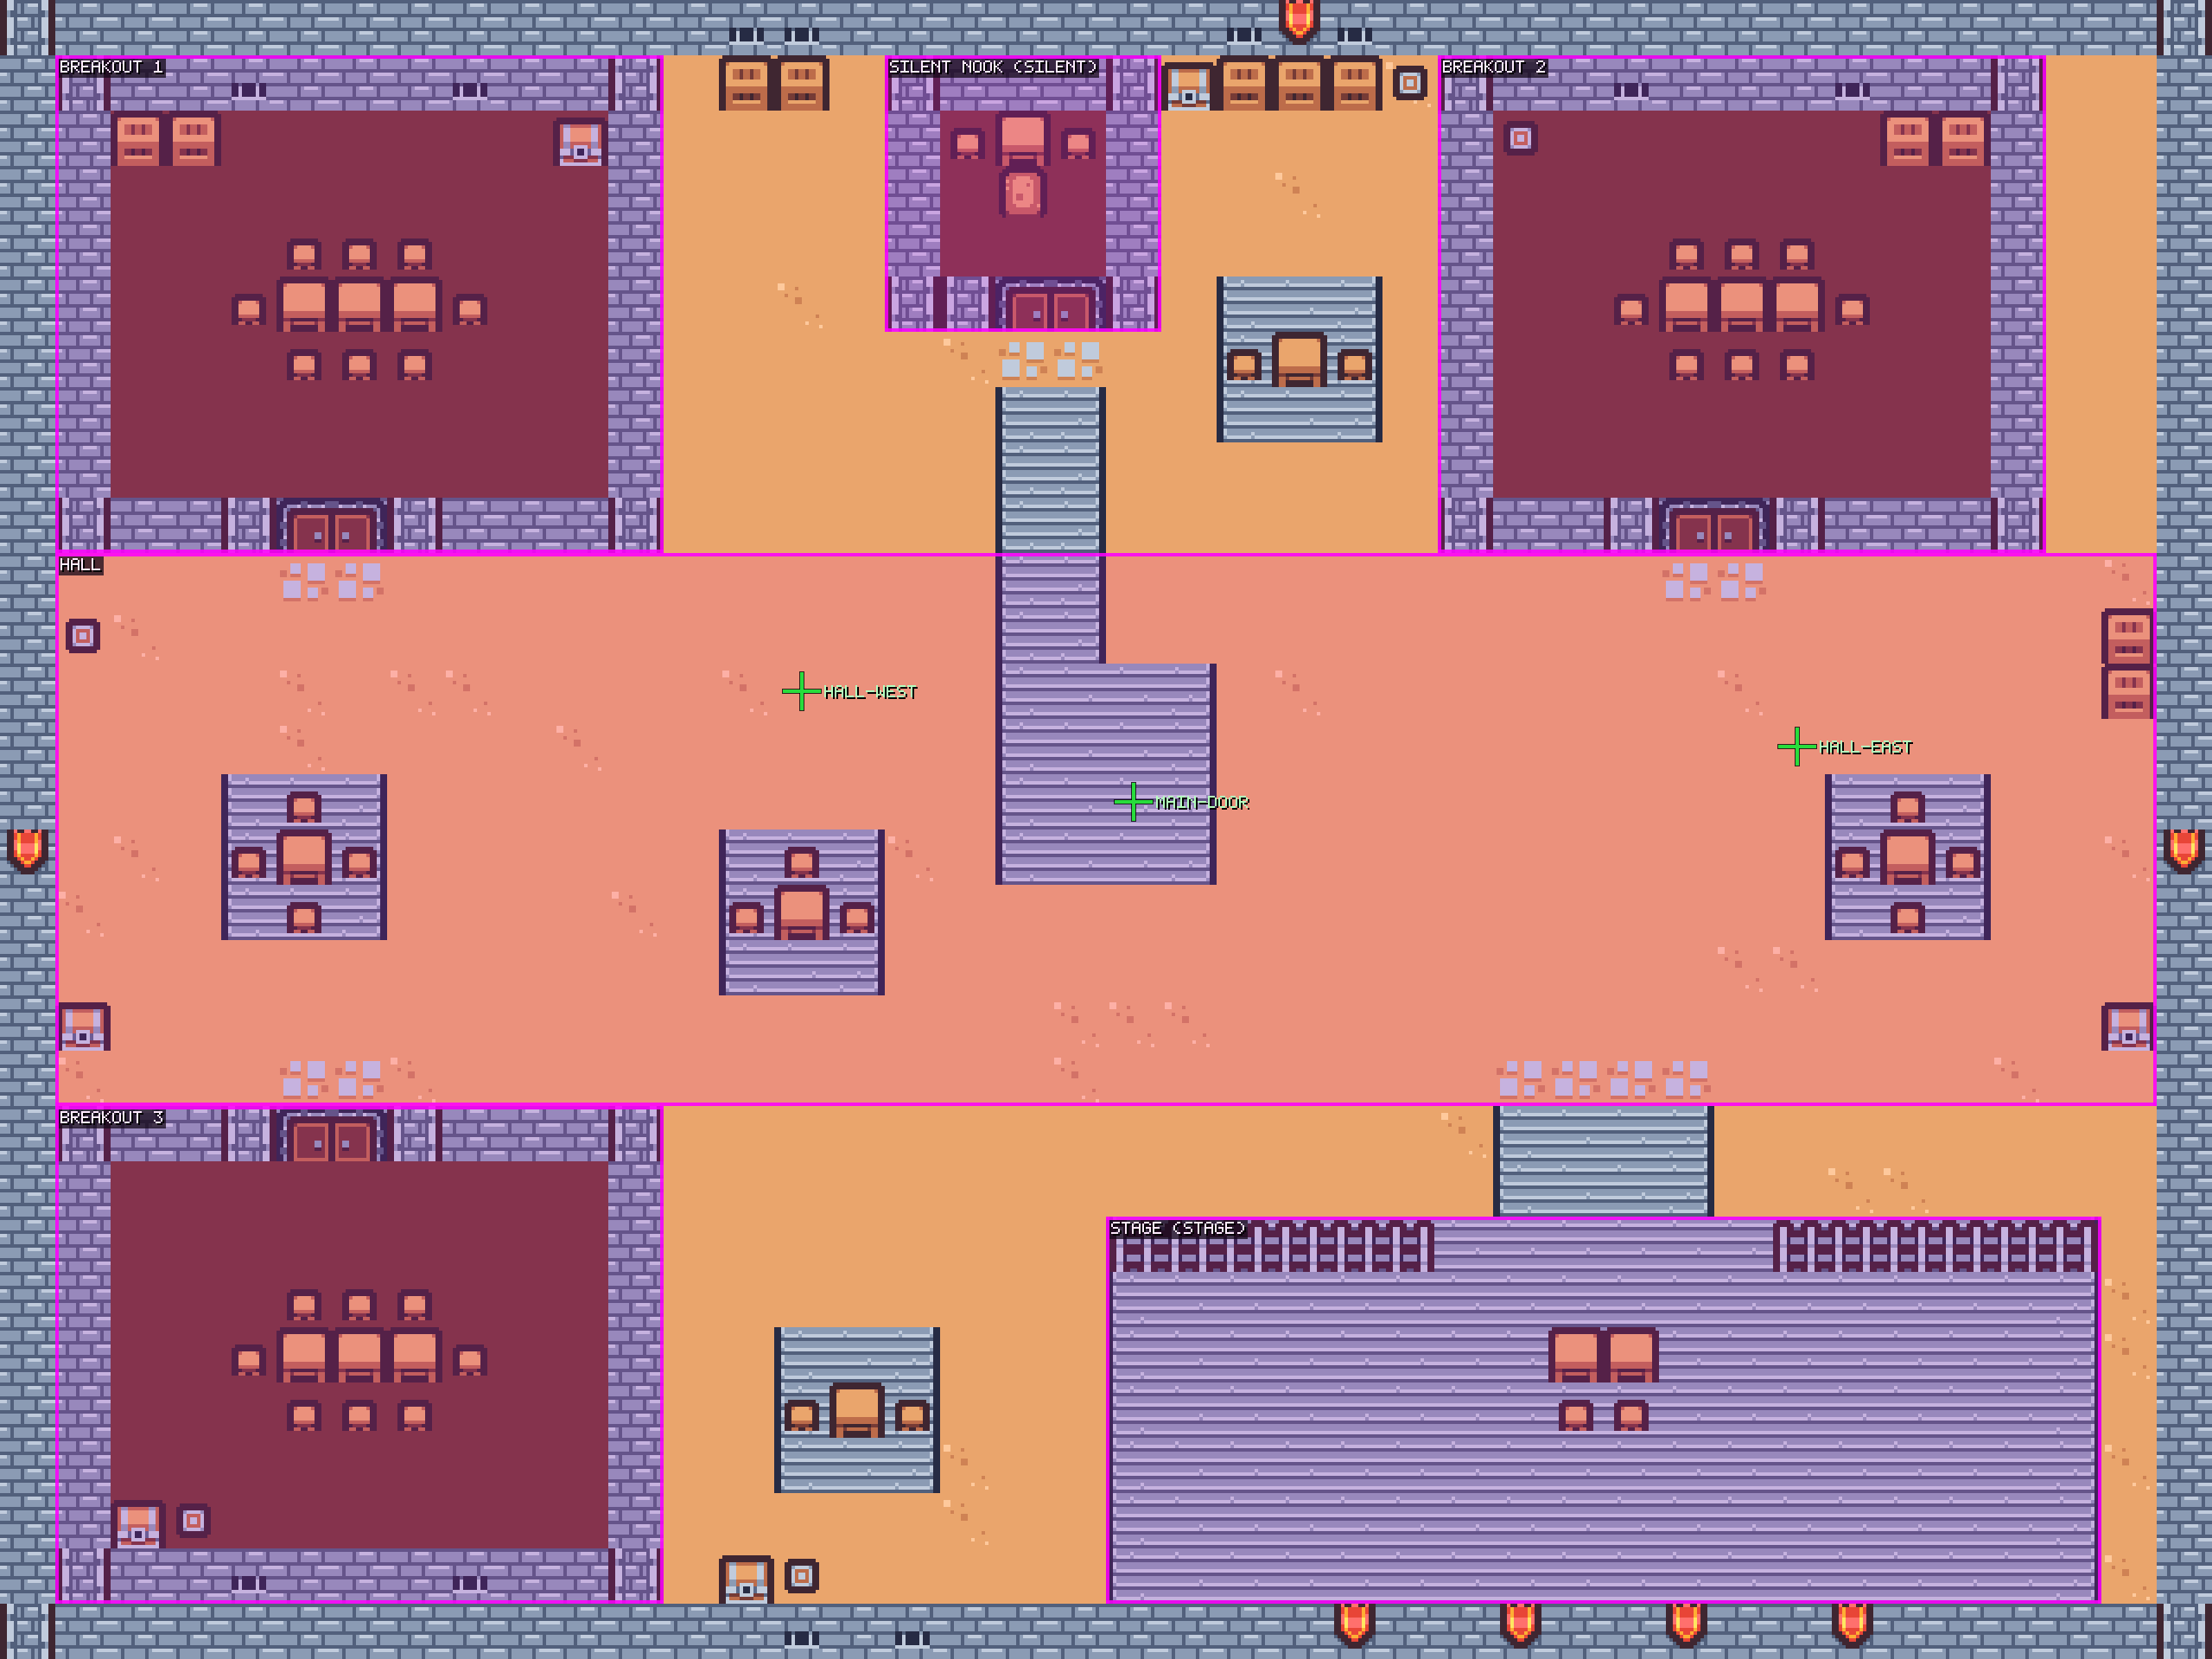 BREAKOUT 1
SILENT NOOK (SILENT)
BREAKOUT 2
HALL
HALL-WEST
HALL-EAST
MAIN-DOOR
BREAKOUT 3
STAGE (STAGE)